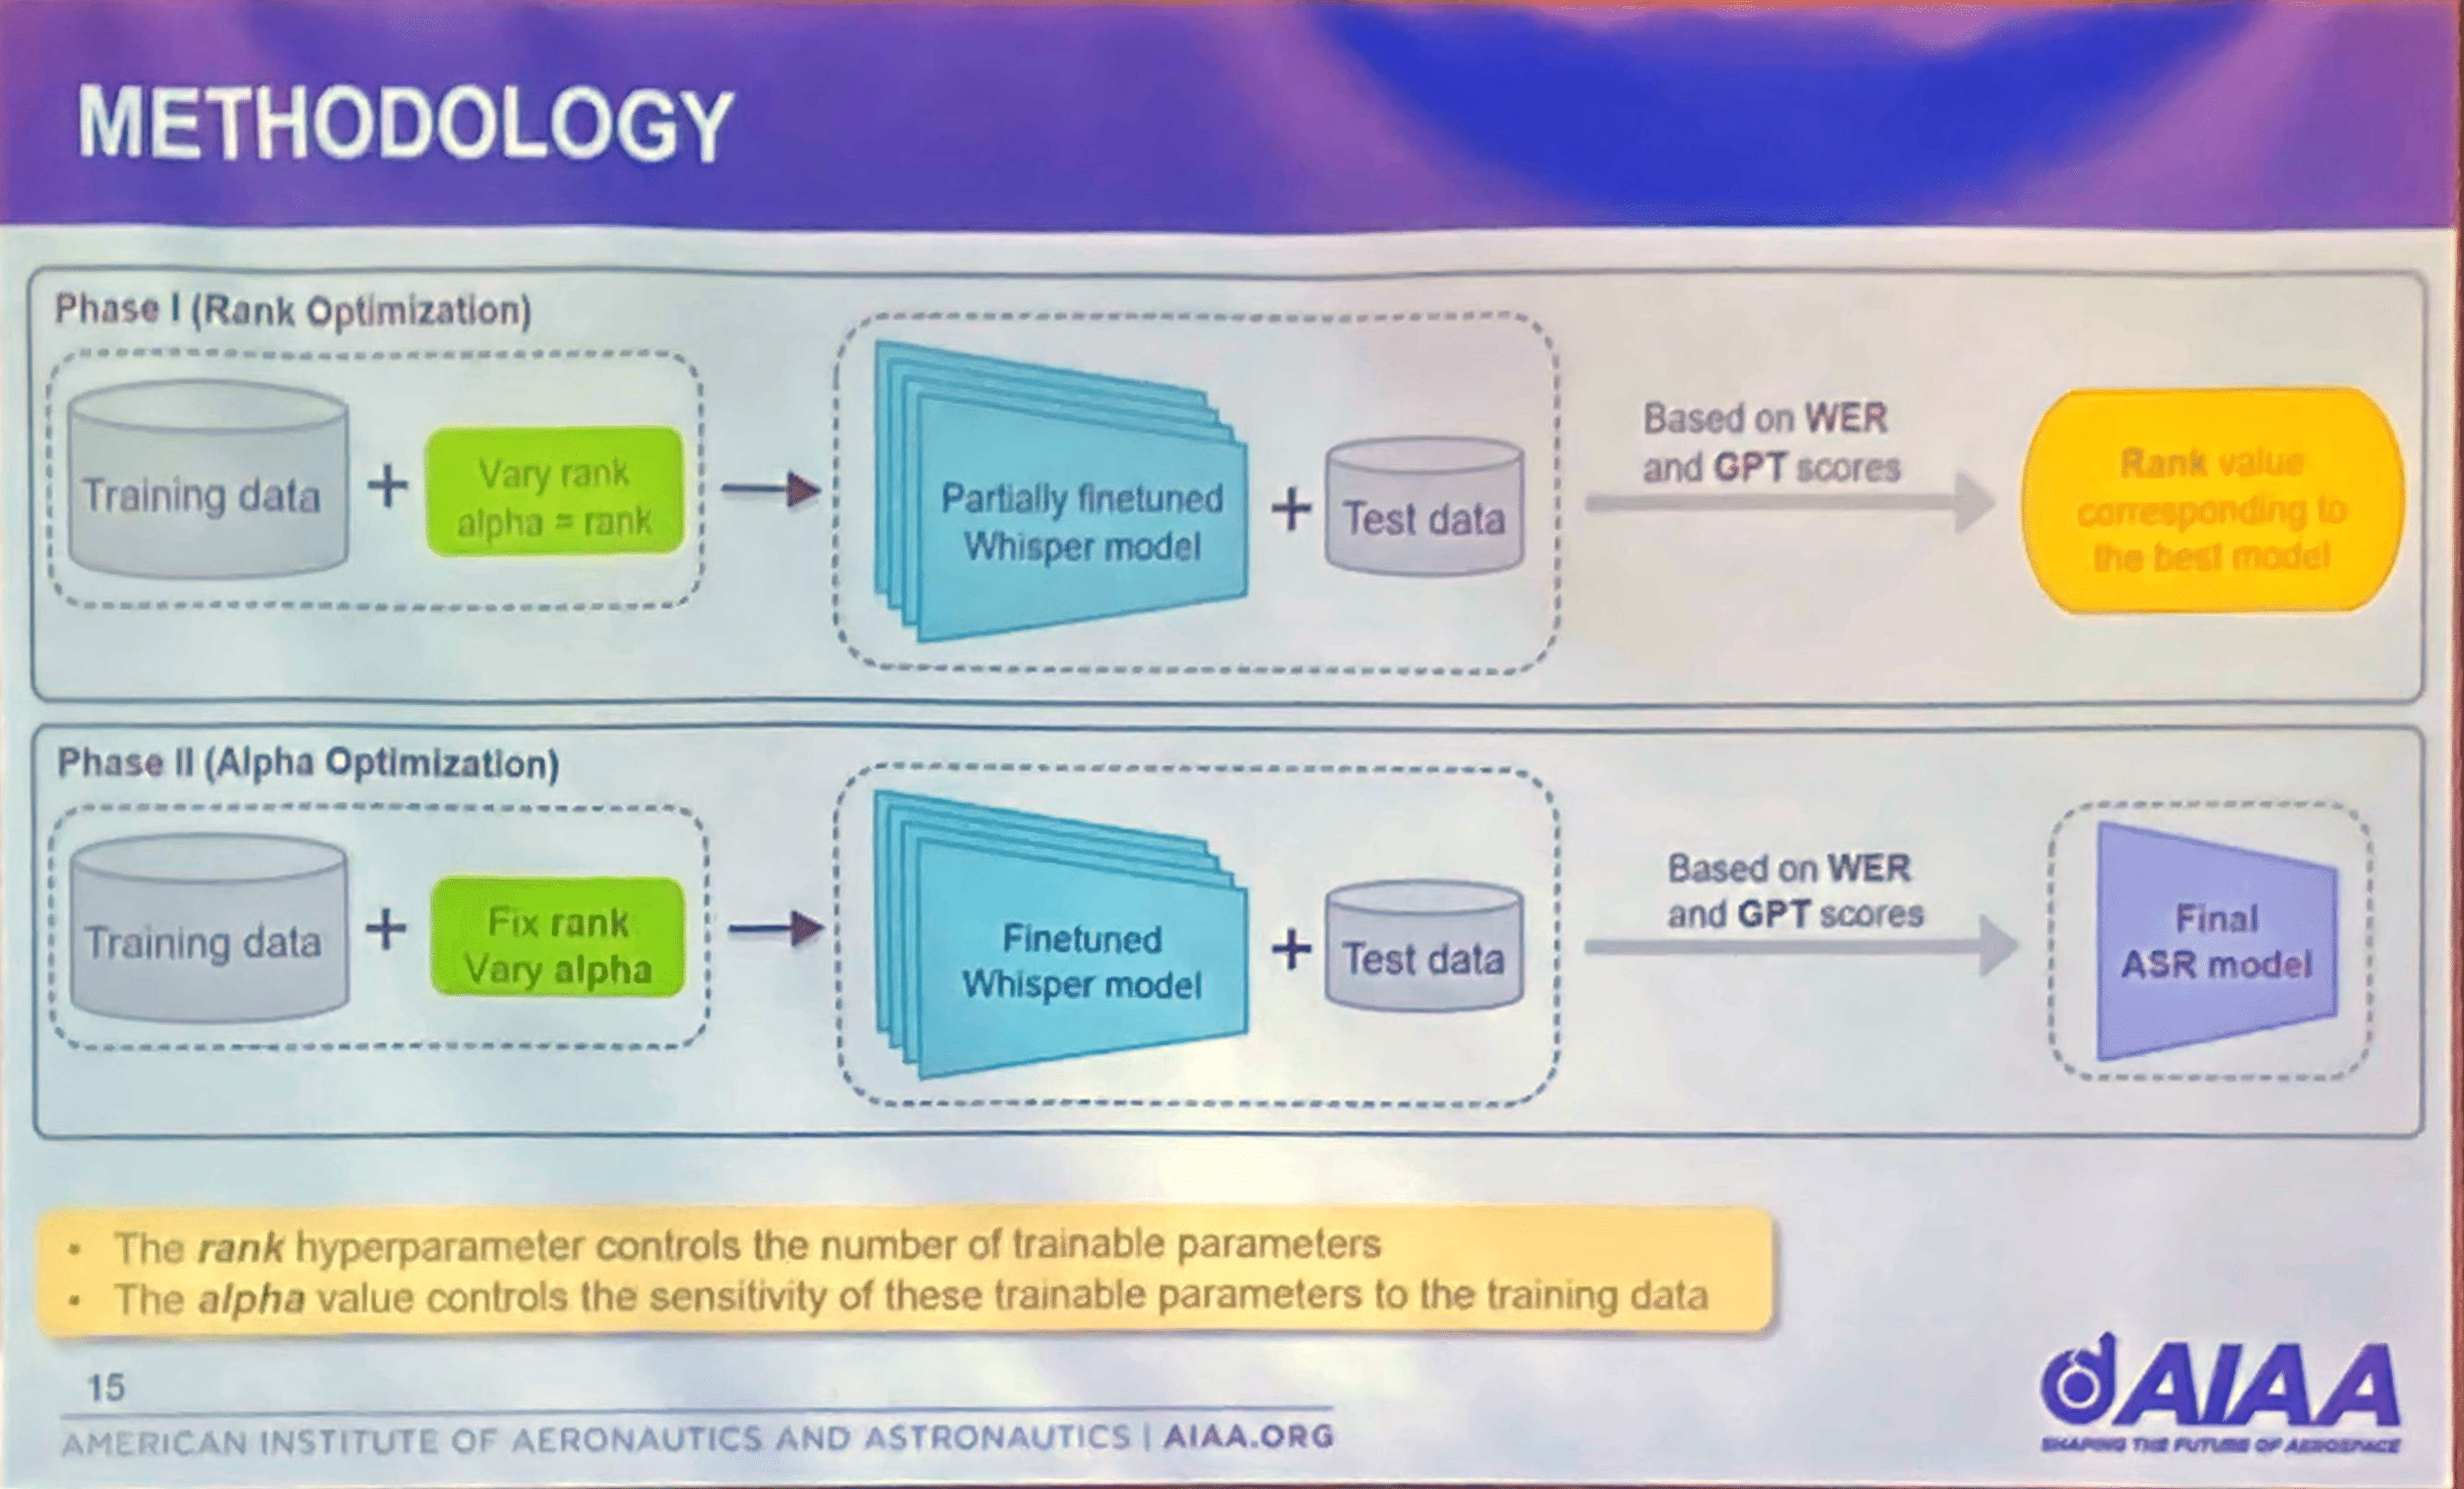 METHODOLOGY
Phase I (Rank Optimization)
Training data
+
Vary rank
alpha = rank
Partially finetuned
Whisper model
+
Test data
Based on WER
and GPT scores
Rank value
corresponding to
the best model
Phase II (Alpha Optimization)
Training data
+
Fix rank
Vary alpha
Finetuned
Whisper model
+
Test data
Based on WER
and GPT scores
Final
ASR model
• The rank hyperparameter controls the number of trainable parameters
• The alpha value controls the sensitivity of these trainable parameters to the training data
15
AMERICAN INSTITUTE OF AERONAUTICS AND ASTRONAUTICS | AIAA.ORG
AIAA
SHAPING THE FUTURE OF AEROSPACE